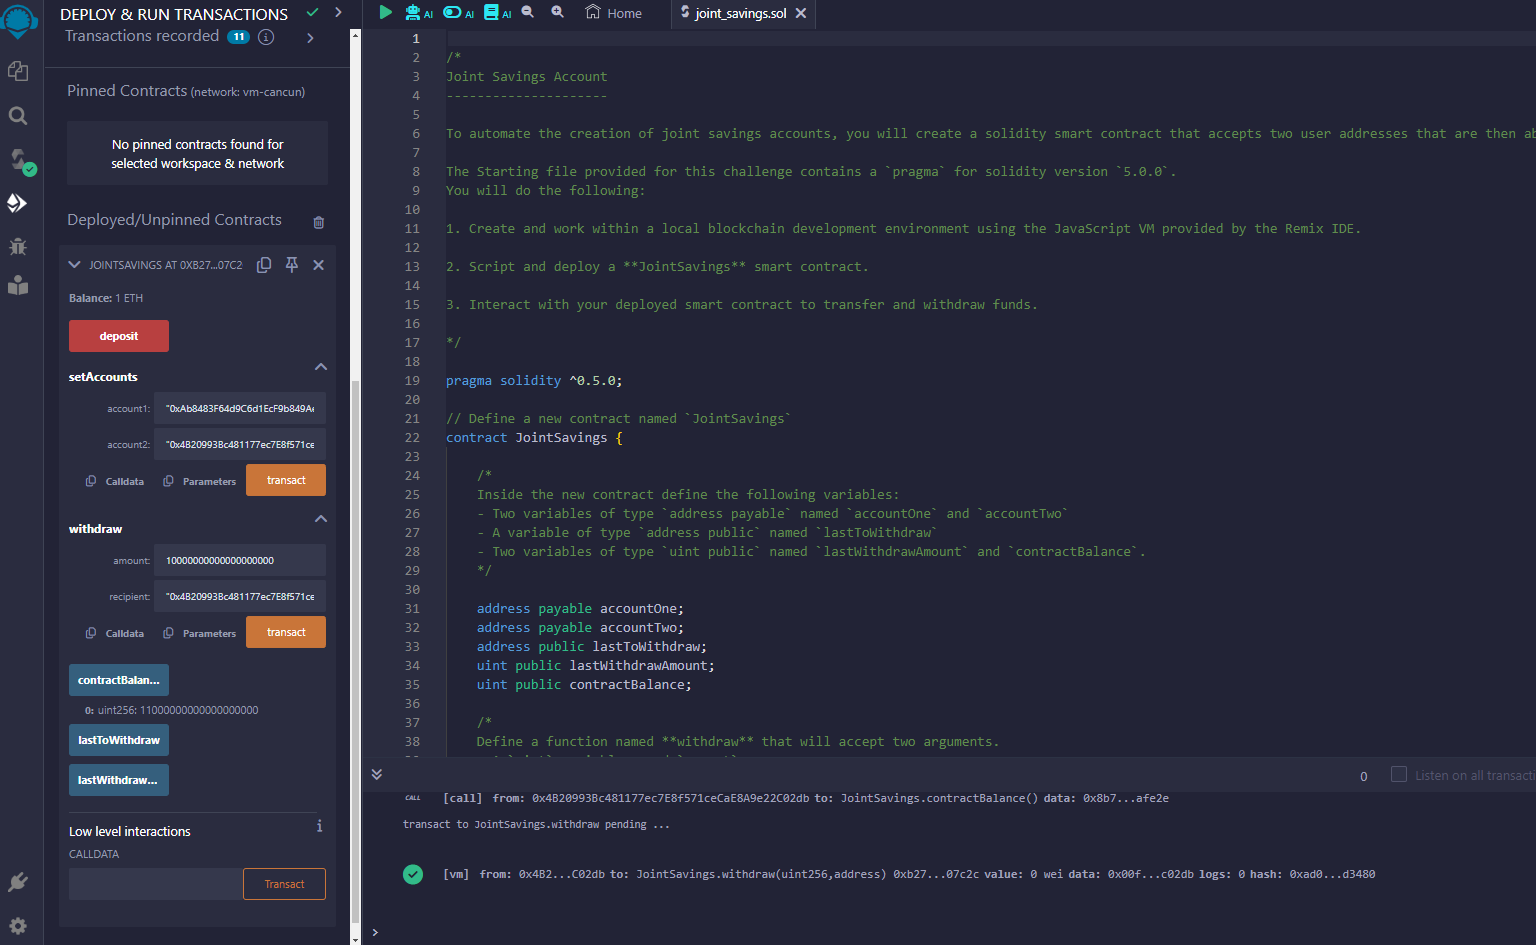 DEPLOY & RUN TRANSACTIONS
Transactions recorded 11 i
Pinned Contracts (network: vm-cancun)
No pinned contracts found for
selected workspace & network
Deployed/Unpinned Contracts
JOINTSAVINGS AT 0XB27...07C2
Balance: 1 ETH
deposit
setAccounts
account1: "0xAb8483F64d9C6d1EcF9b849Ae
account2: "0x4B20993Bc481177ec7E8f571ce
Calldata Parameters transact
withdraw
amount: 10000000000000000000
recipient: "0x4B20993Bc481177ec7E8f571ce
Calldata Parameters transact
contractBalan...
0: uint256: 11000000000000000000
lastToWithdraw
lastWithdraw...
Low level interactions i
CALLDATA
Transact
AI AI AI Home joint_savings.sol
1
2 /*
3 Joint Savings Account
4 ---------------------
5
6 To automate the creation of joint savings accounts, you will create a solidity smart contract that accepts two user addresses that are then ab
7
8 The Starting file provided for this challenge contains a `pragma` for solidity version `5.0.0`.
9 You will do the following:
10
11 1. Create and work within a local blockchain development environment using the JavaScript VM provided by the Remix IDE.
12
13 2. Script and deploy a **JointSavings** smart contract.
14
15 3. Interact with your deployed smart contract to transfer and withdraw funds.
16
17 */
18
19 pragma solidity ^0.5.0;
20
21 // Define a new contract named `JointSavings`
22 contract JointSavings {
23
24 /*
25 Inside the new contract define the following variables:
26 - Two variables of type `address payable` named `accountOne` and `accountTwo`
27 - A variable of type `address public` named `lastToWithdraw`
28 - Two variables of type `uint public` named `lastWithdrawAmount` and `contractBalance`.
29 */
30
31 address payable accountOne;
32 address payable accountTwo;
33 address public lastToWithdraw;
34 uint public lastWithdrawAmount;
35 uint public contractBalance;
36
37 /*
38 Define a function named **withdraw** that will accept two arguments.
0 Listen on all transacti
CALL [call] from: 0x4B20993Bc481177ec7E8f571ceCaE8A9e22C02db to: JointSavings.contractBalance() data: 0x8b7...afe2e
transact to JointSavings.withdraw pending ...
[vm] from: 0x4B2...C02db to: JointSavings.withdraw(uint256,address) 0xb27...07c2c value: 0 wei data: 0x00f...c02db logs: 0 hash: 0xad0...d3480
>